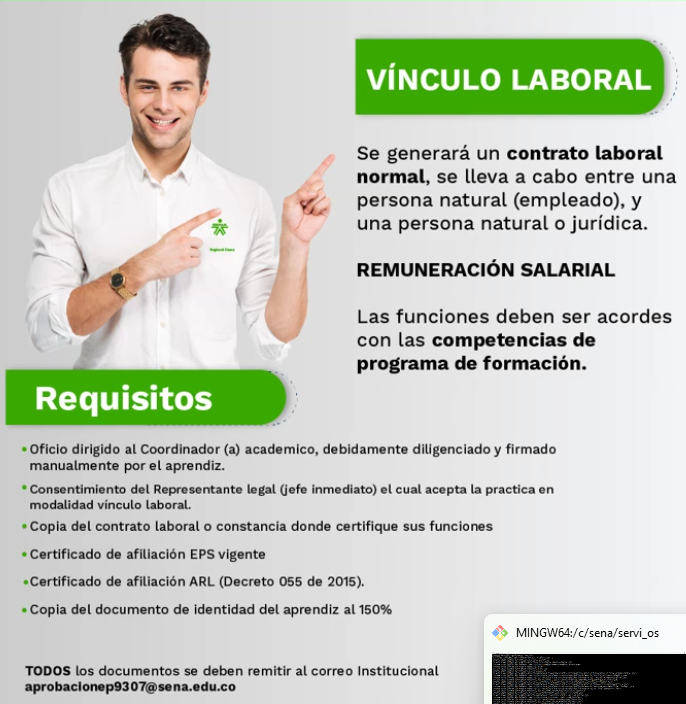 VÍNCULO LABORAL
Se generará un contrato laboral
normal, se lleva a cabo entre una
persona natural (empleado), y
una persona natural o jurídica.
REMUNERACIÓN SALARIAL
Las funciones deben ser acordes
con las competencias de
programa de formación.
Requisitos
• Oficio dirigido al Coordinador (a) academico, debidamente diligenciado y firmado
manualmente por el aprendiz.
• Consentimiento del Representante legal (jefe inmediato) el cual acepta la practica en
modalidad vínculo laboral.
• Copia del contrato laboral o constancia donde certifique sus funciones
• Certificado de afiliación EPS vigente
• Certificado de afiliación ARL (Decreto 055 de 2015).
• Copia del documento de identidad del aprendiz al 150%
TODOS los documentos se deben remitir al correo Institucional
aprobacionep9307@sena.edu.co
MINGW64:/c/sena/servi_os